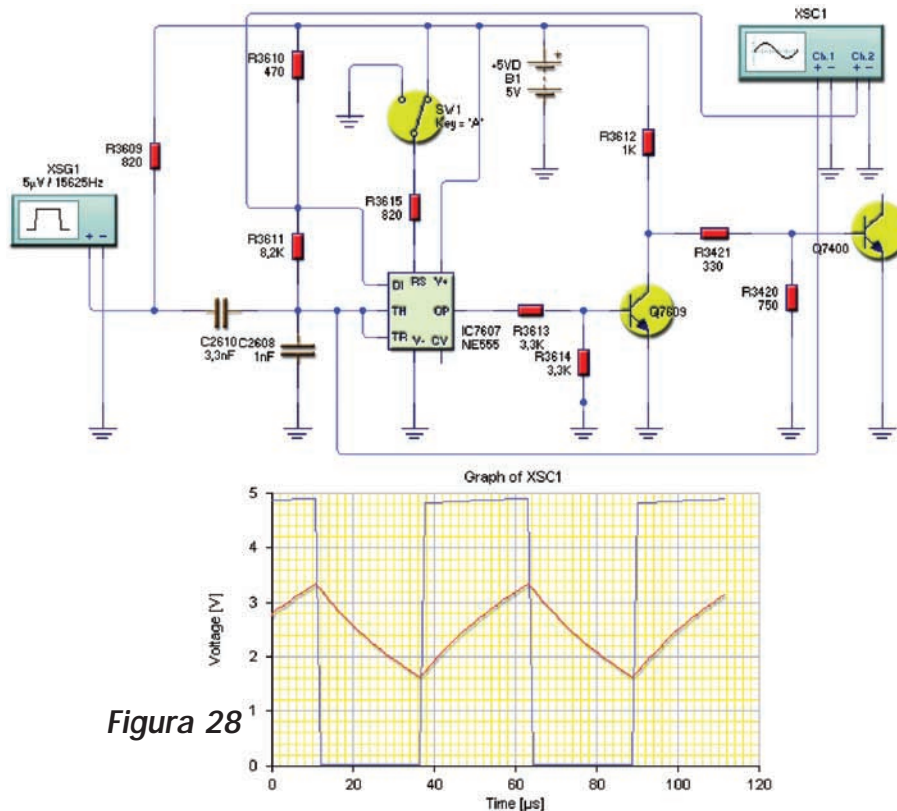 XSC1
Ch.1 Ch.2
+ - + -
R3610
470
+5VD
B1
5V
SW1
Key = 'A'
R3609
820
R3612
1K
XSG1
5µV / 15625Hz
+ -
R3615
820
R3611
8,2K
R3421
330
Q7400
DI RS V+
TH OP
TR V- CV
IC7607
NE555
R3613
3,3K
Q7609
R3420
750
C2610
3,3nF
C2608
1nF
R3614
3,3K
Graph of XSC1
Voltage [V]
5
4
3
2
1
0
0 20 40 60 80 100 120
Time [µs]
Figura 28